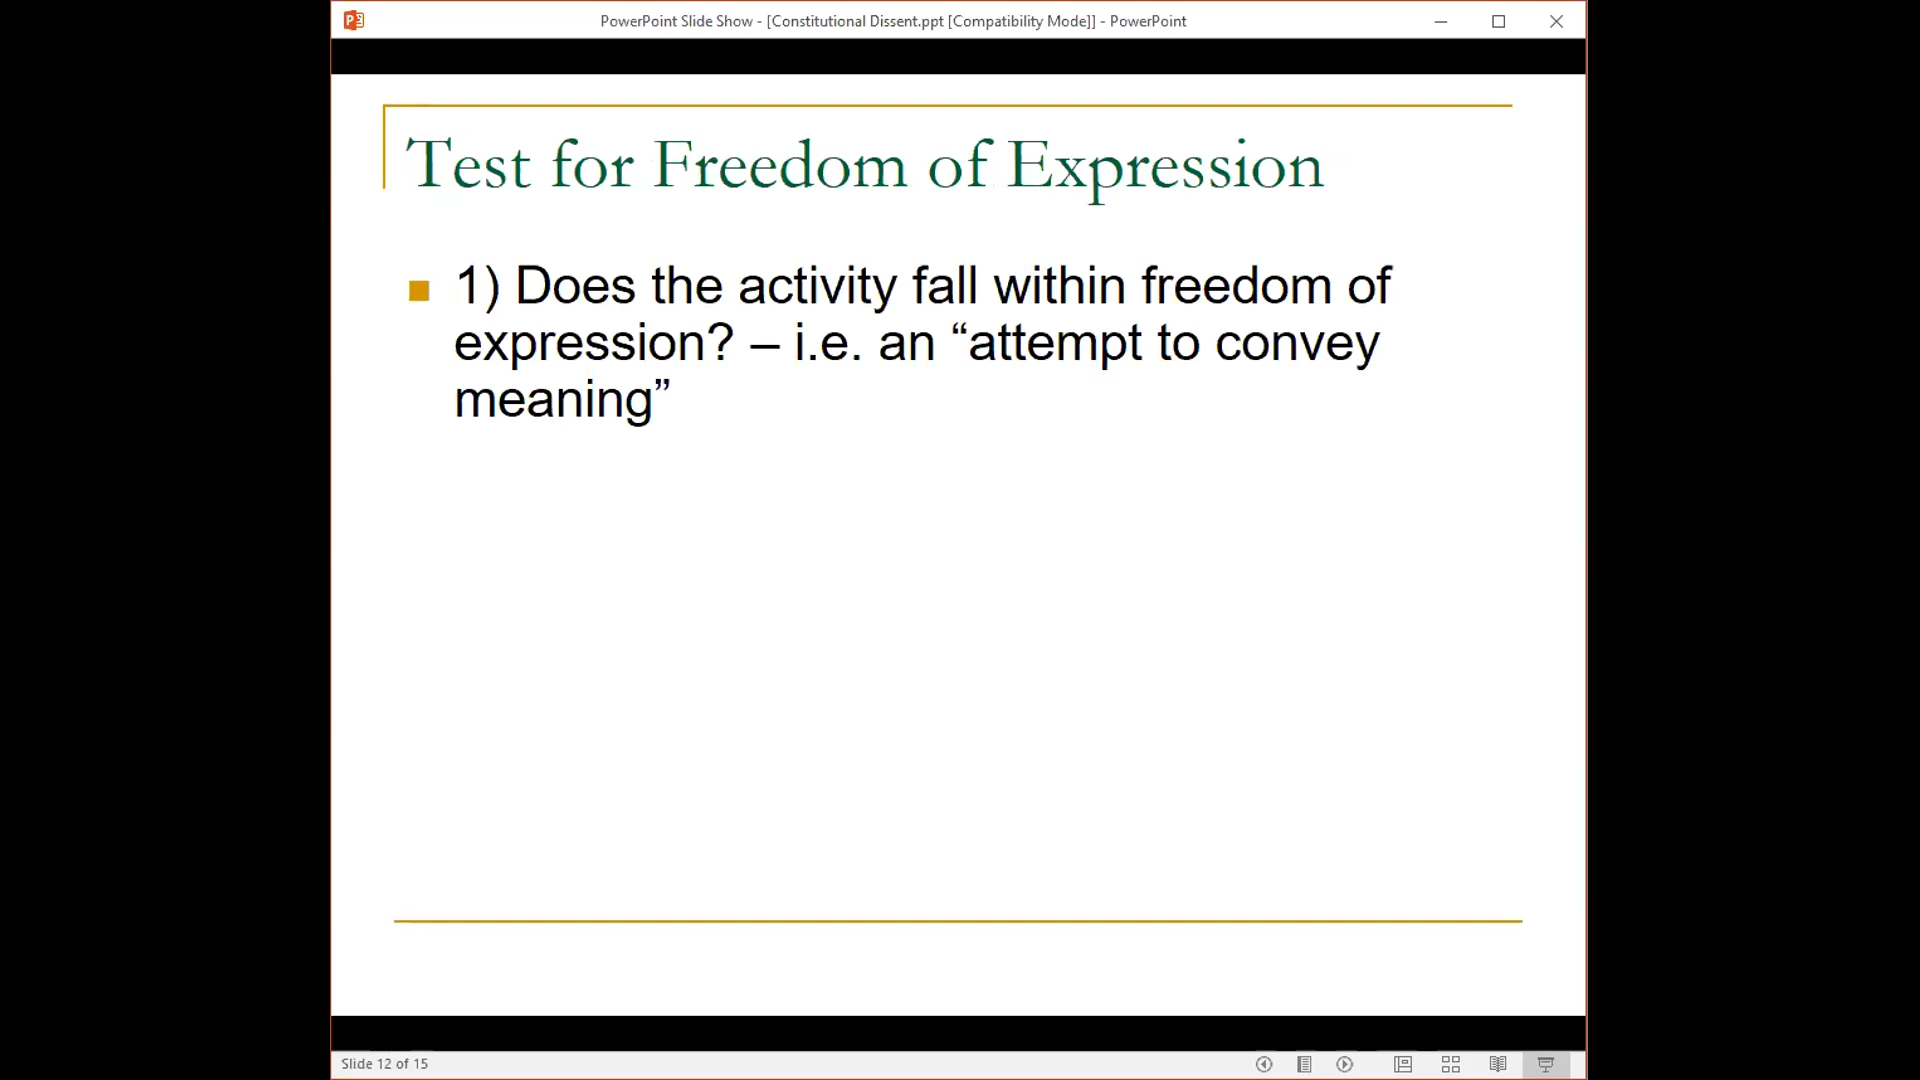 PowerPoint Slide Show - [Constitutional Dissent.ppt [Compatibility Mode]] - PowerPoint
Test for Freedom of Expression
1) Does the activity fall within freedom of
expression? – i.e. an “attempt to convey
meaning”
Slide 12 of 15